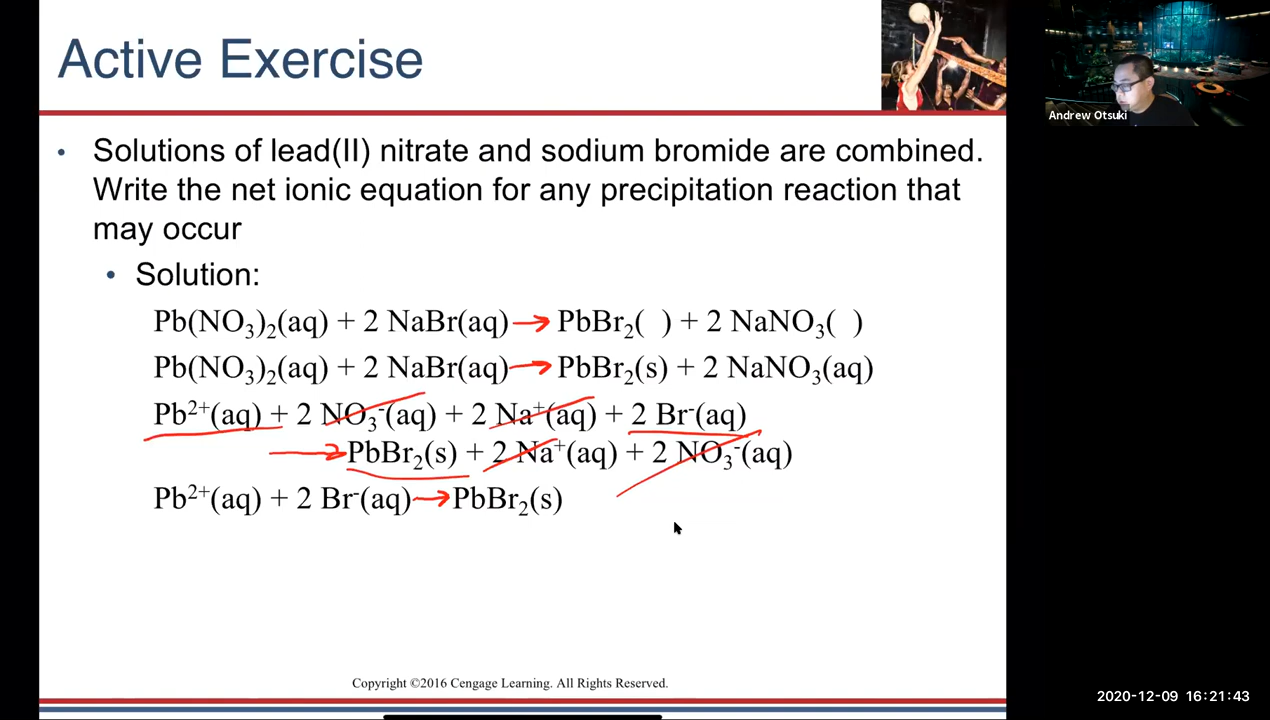 Active Exercise
Andrew Otsuki
• Solutions of lead(II) nitrate and sodium bromide are combined.
Write the net ionic equation for any precipitation reaction that
may occur
• Solution:
Pb(NO₃)₂(aq) + 2 NaBr(aq) → PbBr₂( ) + 2 NaNO₃( )
Pb(NO₃)₂(aq) + 2 NaBr(aq) → PbBr₂(s) + 2 NaNO₃(aq)
Pb²⁺(aq) + 2 NO₃⁻(aq) + 2 Na⁺(aq) + 2 Br⁻(aq)
→ PbBr₂(s) + 2 Na⁺(aq) + 2 NO₃⁻(aq)
Pb²⁺(aq) + 2 Br⁻(aq) → PbBr₂(s)
Copyright ©2016 Cengage Learning. All Rights Reserved.
2020-12-09 16:21:43